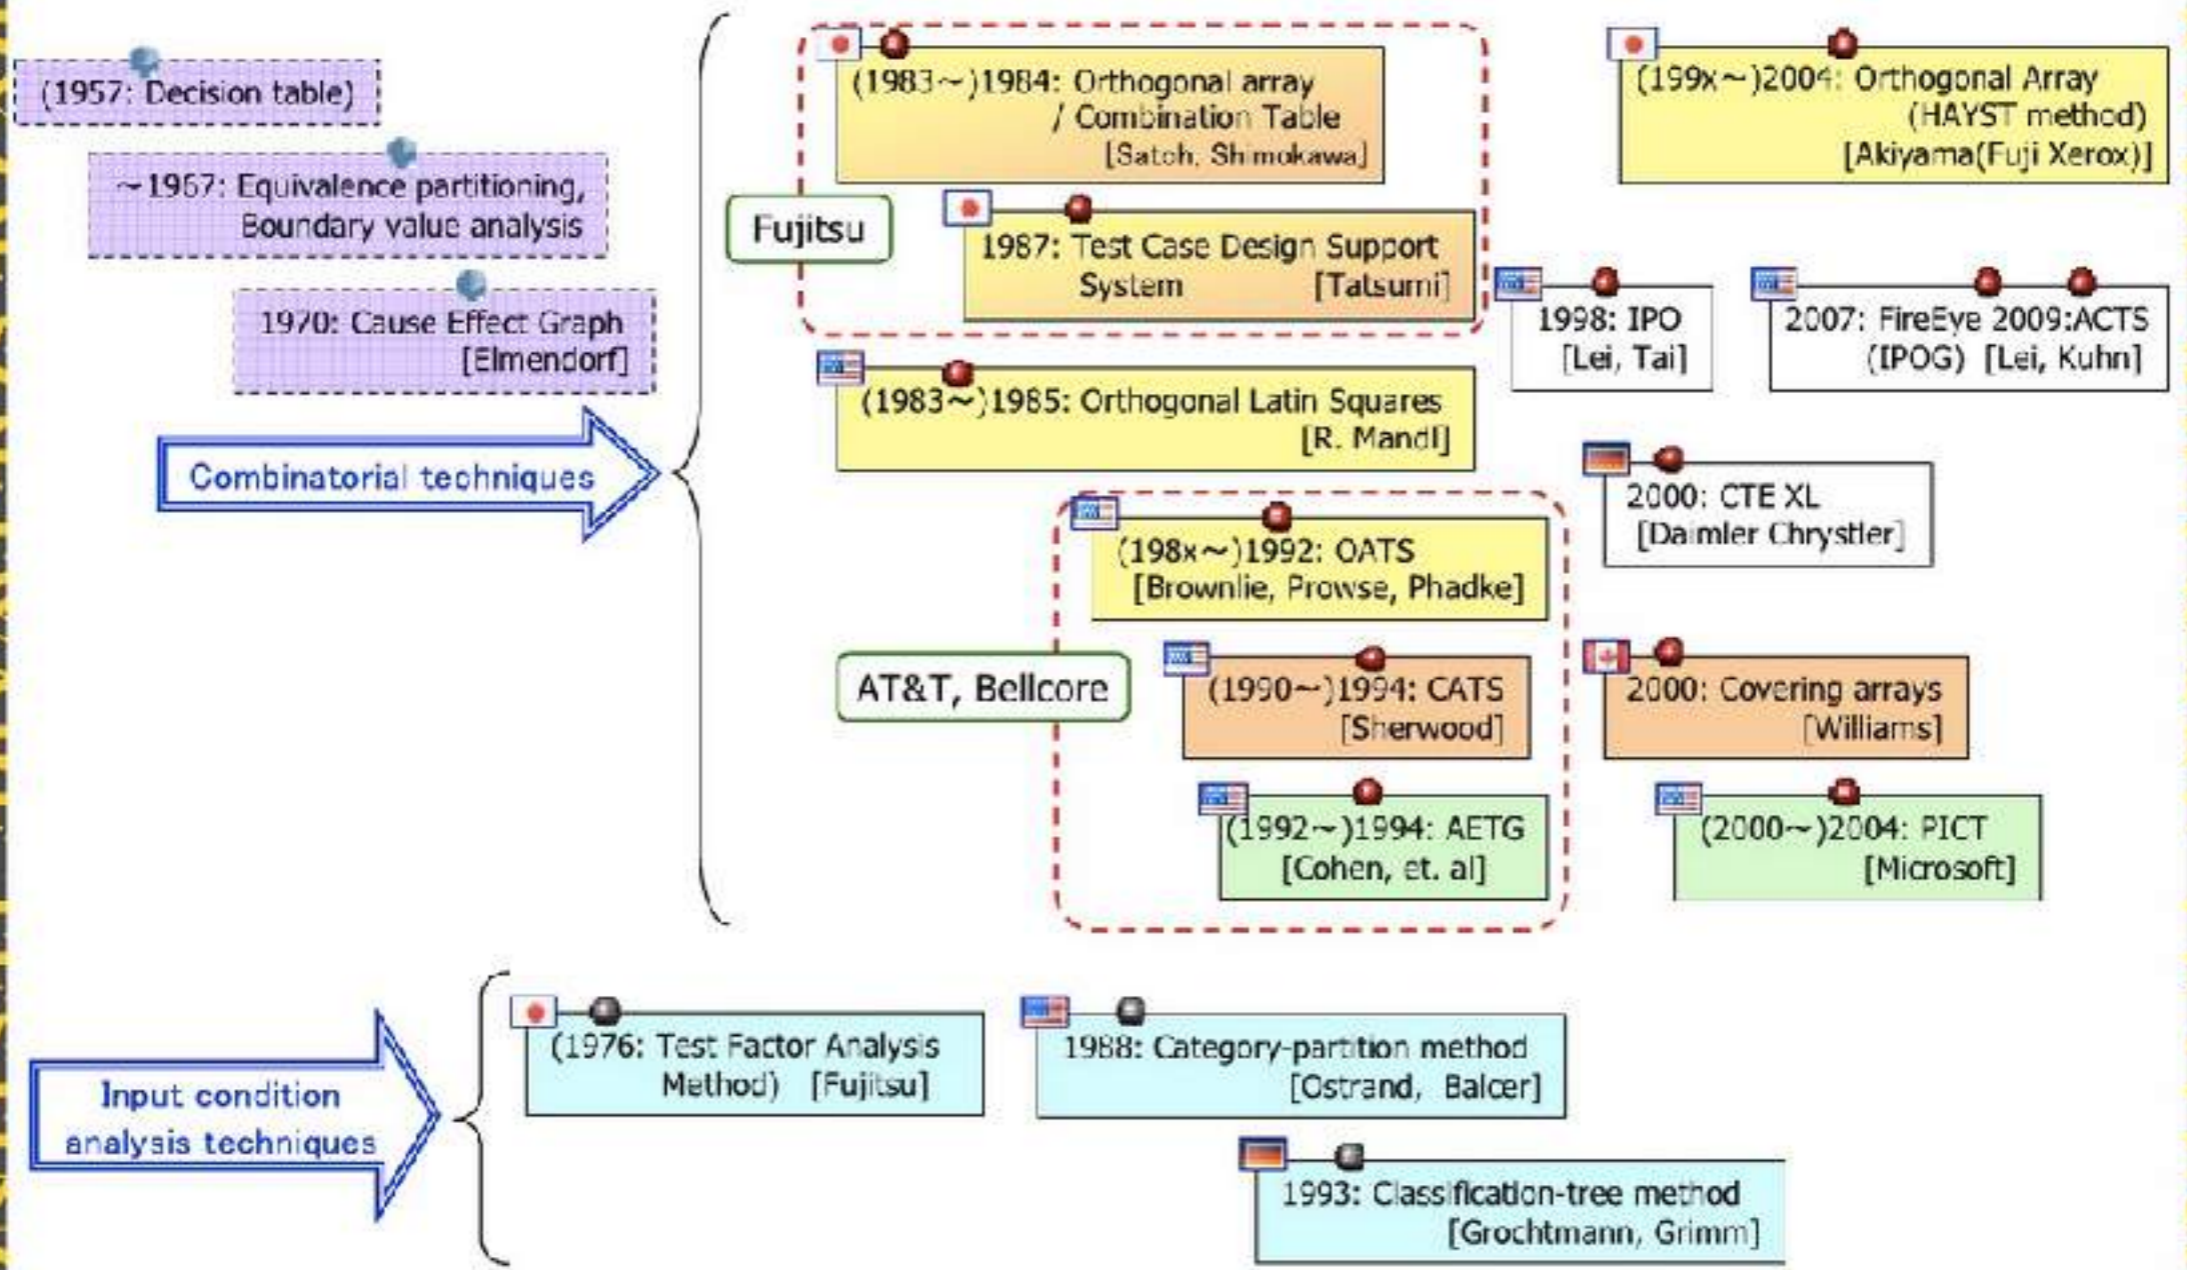 (1957: Decision table)
~1967: Equivalence partitioning,
Boundary value analysis
1970: Cause Effect Graph
[Elmendorf]
Combinatorial techniques
Fujitsu
(1983~)1984: Orthogonal array
/ Combination Table
[Satoh, Shimokawa]
1987: Test Case Design Support
System [Tatsumi]
(1983~)1985: Orthogonal Latin Squares
[R. Mandl]
AT&T, Bellcore
(198x~)1992: OATS
[Brownlie, Prowse, Phadke]
(1990~)1994: CATS
[Sherwood]
(1992~)1994: AETG
[Cohen, et. al]
(199x~)2004: Orthogonal Array
(HAYST method)
[Akiyama(Fuji Xerox)]
1998: IPO
[Lei, Tai]
2007: FireEye 2009:ACTS
(IPOG) [Lei, Kuhn]
2000: CTE XL
[Daimler Chrystler]
2000: Covering arrays
[Williams]
(2000~)2004: PICT
[Microsoft]
Input condition
analysis techniques
(1976: Test Factor Analysis
Method) [Fujitsu]
1988: Category-partition method
[Ostrand, Balcer]
1993: Classification-tree method
[Grochtmann, Grimm]